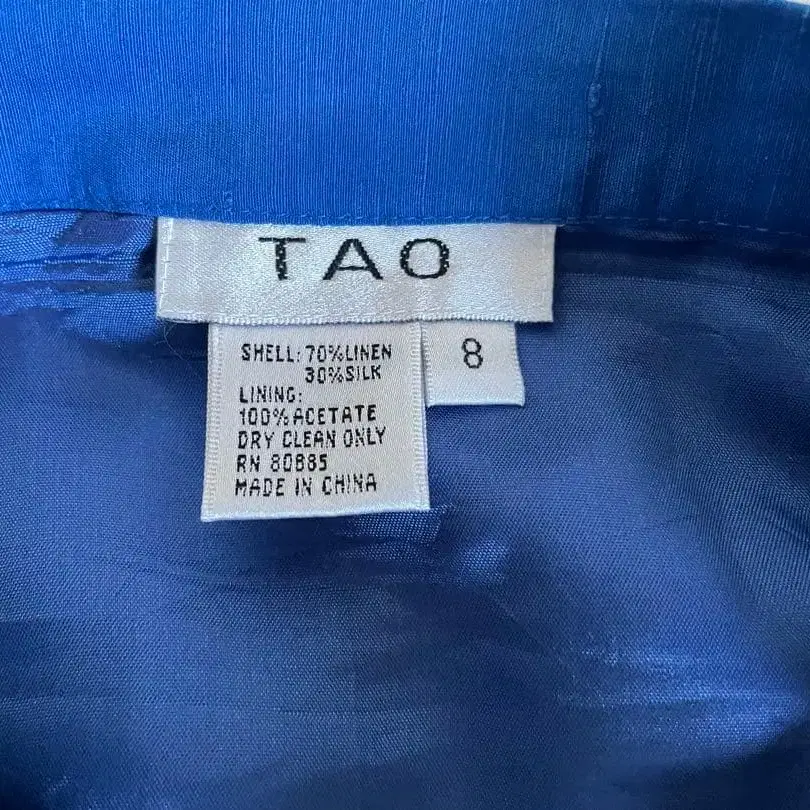 TAO
8
SHELL: 70% LINEN
30% SILK
LINING:
100% ACETATE
DRY CLEAN ONLY
RN 80885
MADE IN CHINA